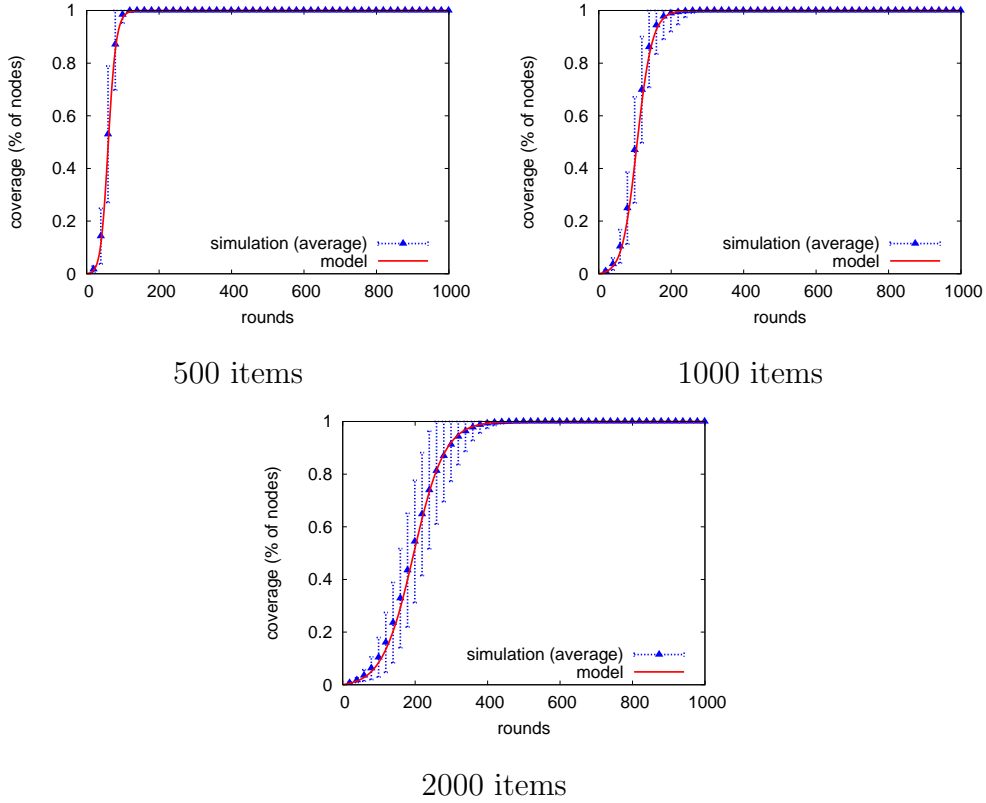 coverage (% of nodes)
1
0.8
0.6
0.4
0.2
0
simulation (average)
model
0 200 400 600 800 1000
rounds
500 items
coverage (% of nodes)
1
0.8
0.6
0.4
0.2
0
simulation (average)
model
0 200 400 600 800 1000
rounds
1000 items
coverage (% of nodes)
1
0.8
0.6
0.4
0.2
0
simulation (average)
model
0 200 400 600 800 1000
rounds
2000 items